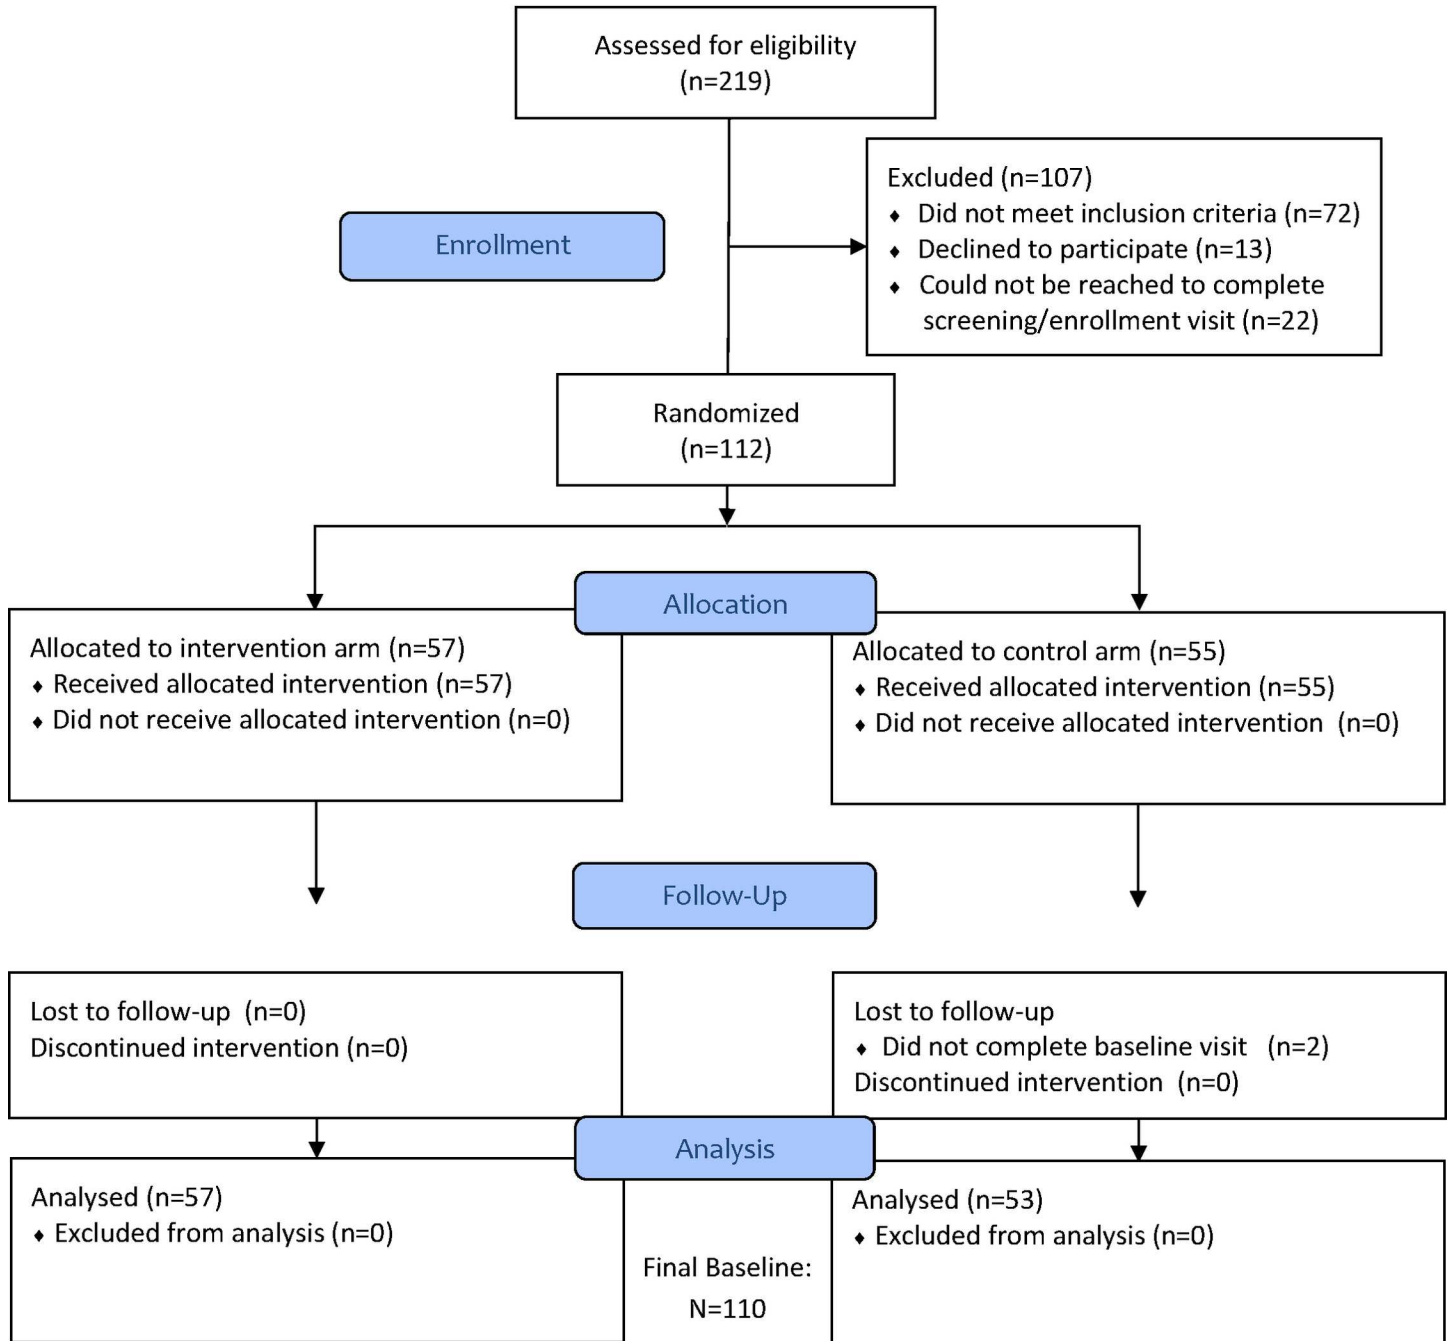 Assessed for eligibility
(n=219)
Excluded (n=107)
♦ Did not meet inclusion criteria (n=72)
♦ Declined to participate (n=13)
♦ Could not be reached to complete
screening/enrollment visit (n=22)
Enrollment
Randomized
(n=112)
Allocation
Allocated to intervention arm (n=57)
♦ Received allocated intervention (n=57)
♦ Did not receive allocated intervention (n=0)
Allocated to control arm (n=55)
♦ Received allocated intervention (n=55)
♦ Did not receive allocated intervention (n=0)
Follow-Up
Lost to follow-up (n=0)
Discontinued intervention (n=0)
Lost to follow-up
♦ Did not complete baseline visit (n=2)
Discontinued intervention (n=0)
Analysis
Analysed (n=57)
♦ Excluded from analysis (n=0)
Analysed (n=53)
♦ Excluded from analysis (n=0)
Final Baseline:
N=110